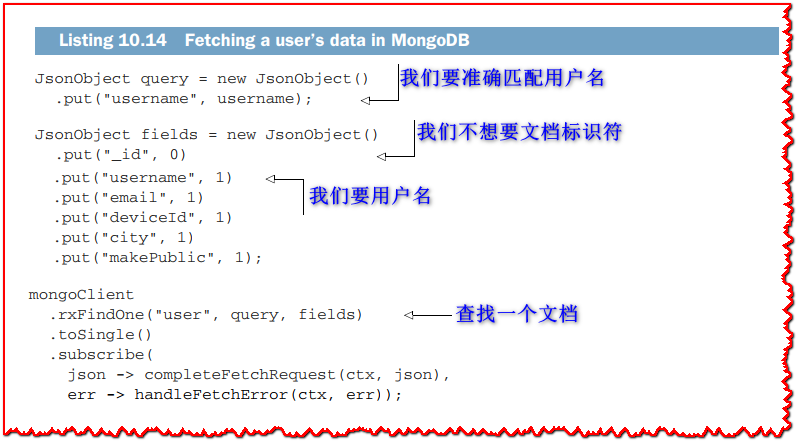 Listing 10.14 Fetching a user's data in MongoDB
JsonObject query = new JsonObject()
我们要准确匹配用户名
.put("username", username);
JsonObject fields = new JsonObject()
我们不想要文档标识符
.put("_id", 0)
.put("username", 1)
我们要用户名
.put("email", 1)
.put("deviceId", 1)
.put("city", 1)
.put("makePublic", 1);
mongoClient
.rxFindOne("user", query, fields)
查找一个文档
.toSingle()
.subscribe(
json -> completeFetchRequest(ctx, json),
err -> handleFetchError(ctx, err));